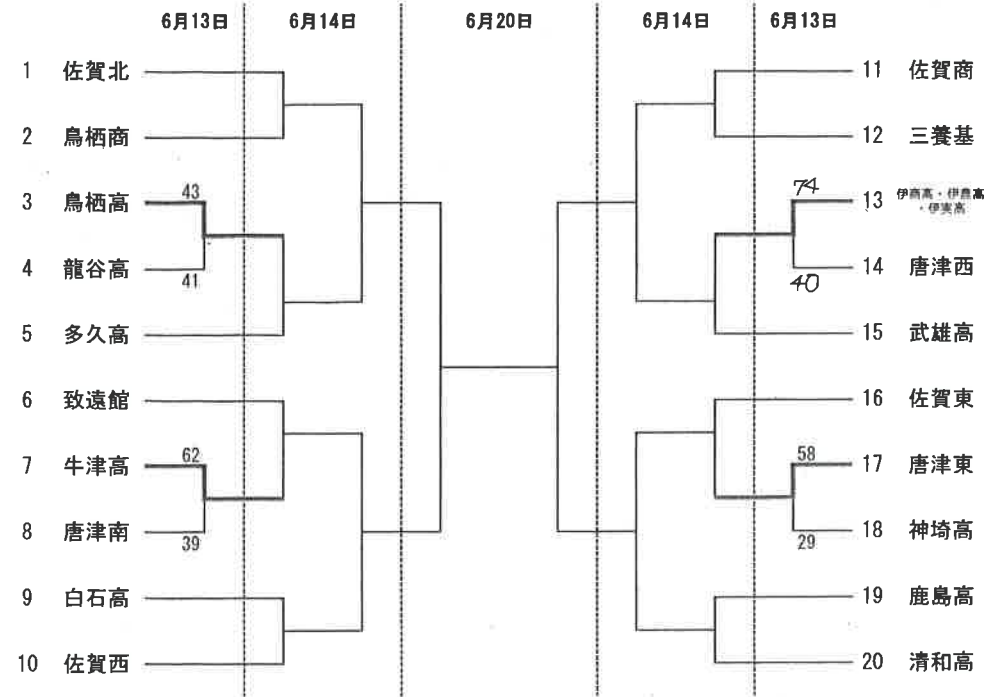 6月13日 6月14日 6月20日 6月14日 6月13日
1 佐賀北
2 鳥栖商
3 鳥栖高 43
4 龍谷高 41
5 多久高
6 致遠館
7 牛津高 62
8 唐津南 39
9 白石高
10 佐賀西
11 佐賀商
12 三養基
74 13 伊商高・伊農高
・伊実高
40 14 唐津西
15 武雄高
16 佐賀東
58 17 唐津東
29 18 神埼高
19 鹿島高
20 清和高